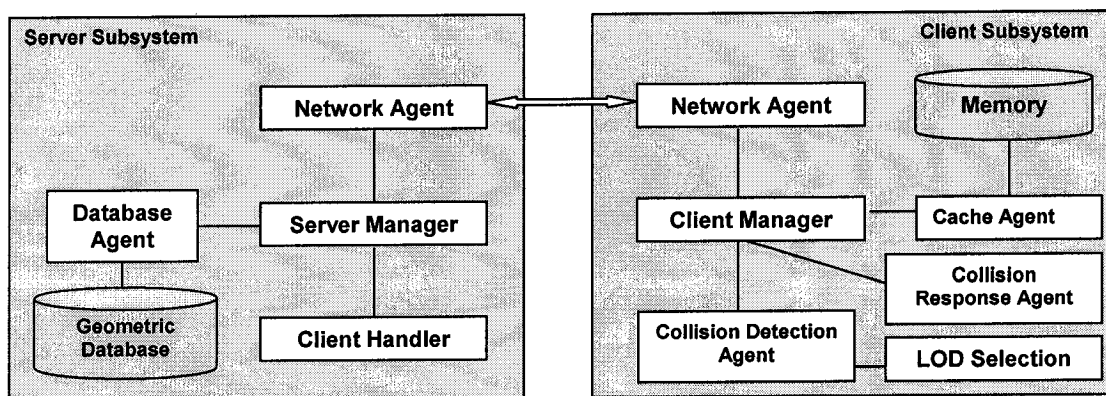 Server Subsystem
Network Agent
Database
Agent
Server Manager
Geometric
Database
Client Handler
Client Subsystem
Network Agent
Memory
Client Manager
Cache Agent
Collision
Response Agent
Collision Detection
Agent
LOD Selection